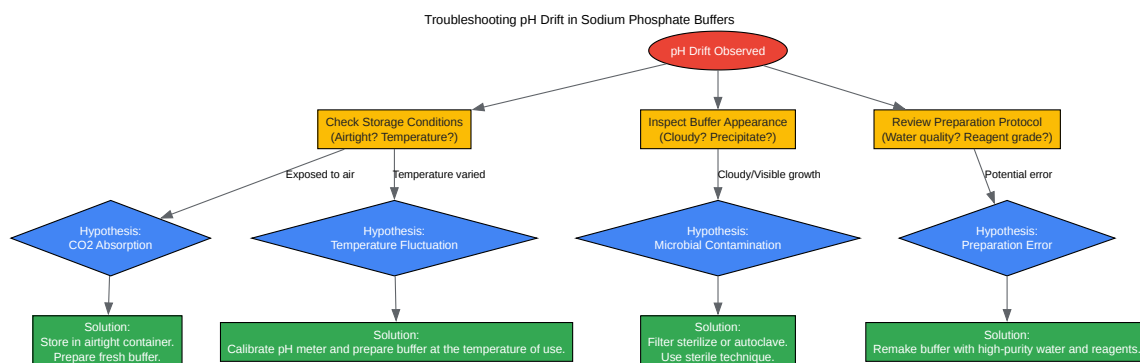 Troubleshooting pH Drift in Sodium Phosphate Buffers
pH Drift Observed
Check Storage Conditions
(Airtight? Temperature?)
Inspect Buffer Appearance
(Cloudy? Precipitate?)
Review Preparation Protocol
(Water quality? Reagent grade?)
Exposed to air
Temperature varied
Cloudy/Visible growth
Potential error
Hypothesis:
CO2 Absorption
Hypothesis:
Temperature Fluctuation
Hypothesis:
Microbial Contamination
Hypothesis:
Preparation Error
Solution:
Store in airtight container.
Prepare fresh buffer.
Solution:
Calibrate pH meter and prepare buffer at the temperature of use.
Solution:
Filter sterilize or autoclave.
Use sterile technique.
Solution:
Remake buffer with high-purity water and reagents.